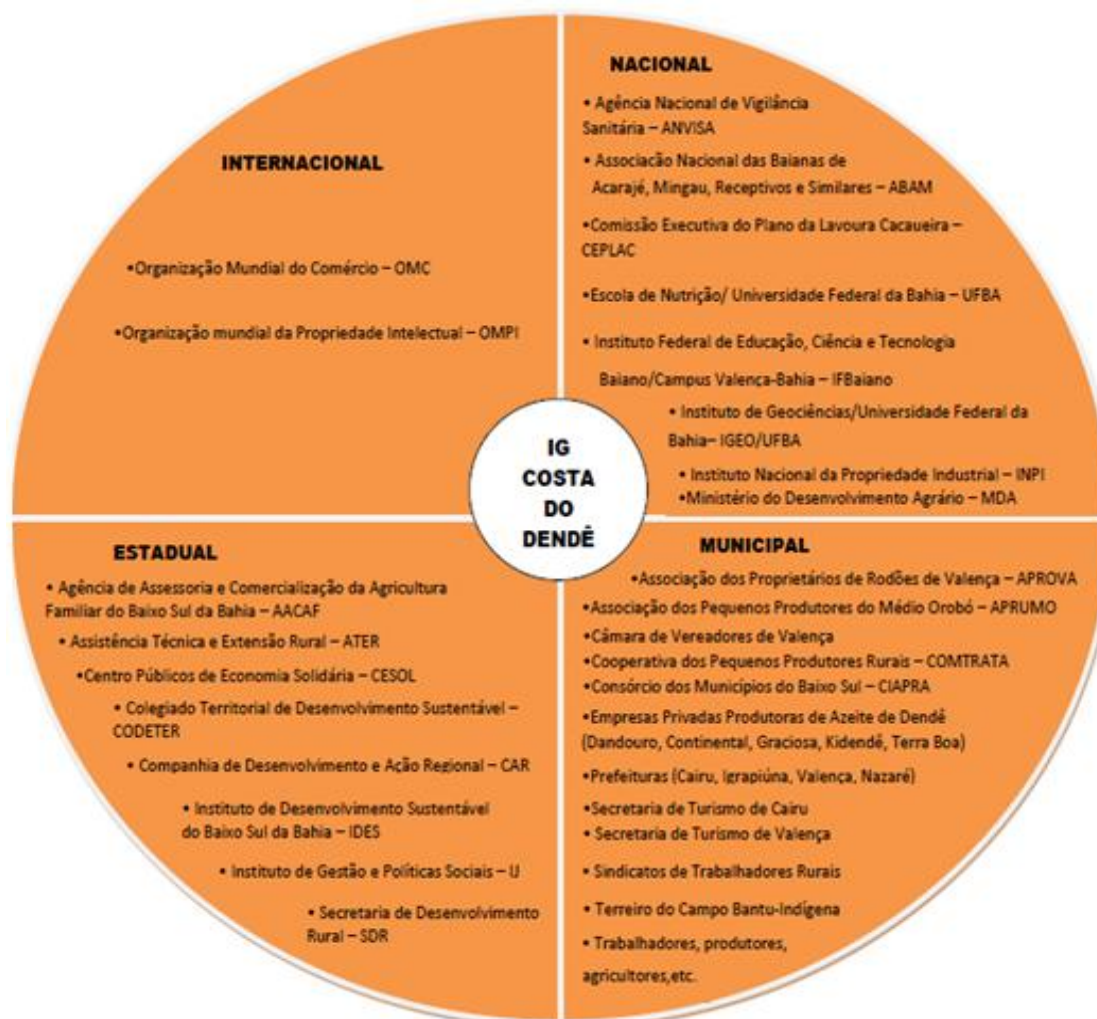 INTERNACIONAL
•Organização Mundial do Comércio – OMC
•Organização mundial da Propriedade Intelectual – OMPI
NACIONAL
• Agência Nacional de Vigilância
Sanitária – ANVISA
• Associacão Nacional das Baianas de
Acarajé, Mingau, Receptivos e Similares – ABAM
•Comissão Executiva do Plano da Lavoura Cacaueira –
CEPLAC
•Escola de Nutrição/ Universidade Federal da Bahia – UFBA
• Instituto Federal de Educação, Ciência e Tecnologia
Baiano/Campus Valença-Bahia – IFBaiano
• Instituto de Geociências/Universidade Federal da
Bahia– IGEO/UFBA
• Instituto Nacional da Propriedade Industrial – INPI
•Ministério do Desenvolvimento Agrário – MDA
IG
COSTA
DO
DENDÊ
ESTADUAL
• Agência de Assessoria e Comercialização da Agricultura
Familiar do Baixo Sul da Bahia – AACAF
• Assistência Técnica e Extensão Rural – ATER
•Centro Públicos de Economia Solidária – CESOL
• Colegiado Territorial de Desenvolvimento Sustentável –
CODETER
• Companhia de Desenvolvimento e Ação Regional – CAR
• Instituto de Desenvolvimento Sustentável
do Baixo Sul da Bahia – IDES
• Instituto de Gestão e Políticas Sociais – IJ
• Secretaria de Desenvolvimento
Rural – SDR
MUNICIPAL
•Associação dos Proprietários de Rodões de Valença – APROVA
•Associação dos Pequenos Produtores do Médio Orobó – APRUMO
•Câmara de Vereadores de Valença
•Cooperativa dos Pequenos Produtores Rurais – COMTRATA
•Consórcio dos Municípios do Baixo Sul – CIAPRA
•Empresas Privadas Produtoras de Azeite de Dendê
(Dandouro, Continental, Graciosa, Kidendê, Terra Boa)
•Prefeituras (Cairu, Igrapiúna, Valença, Nazaré)
•Secretaria de Turismo de Cairu
• Secretaria de Turismo de Valença
• Sindicatos de Trabalhadores Rurais
• Terreiro do Campo Bantu-Indígena
• Trabalhadores, produtores,
agricultores,etc.